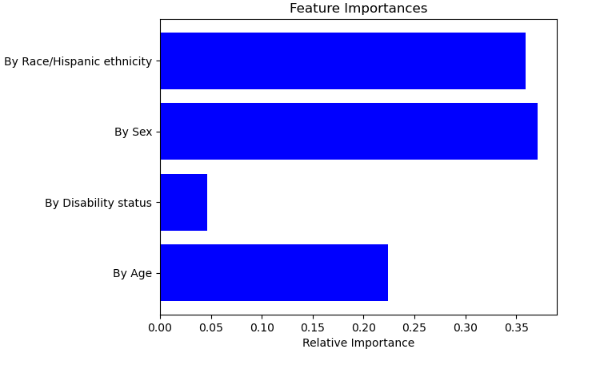 Feature Importances
By Race/Hispanic ethnicity
By Sex
By Disability status
By Age
0.00 0.05 0.10 0.15 0.20 0.25 0.30 0.35
Relative Importance